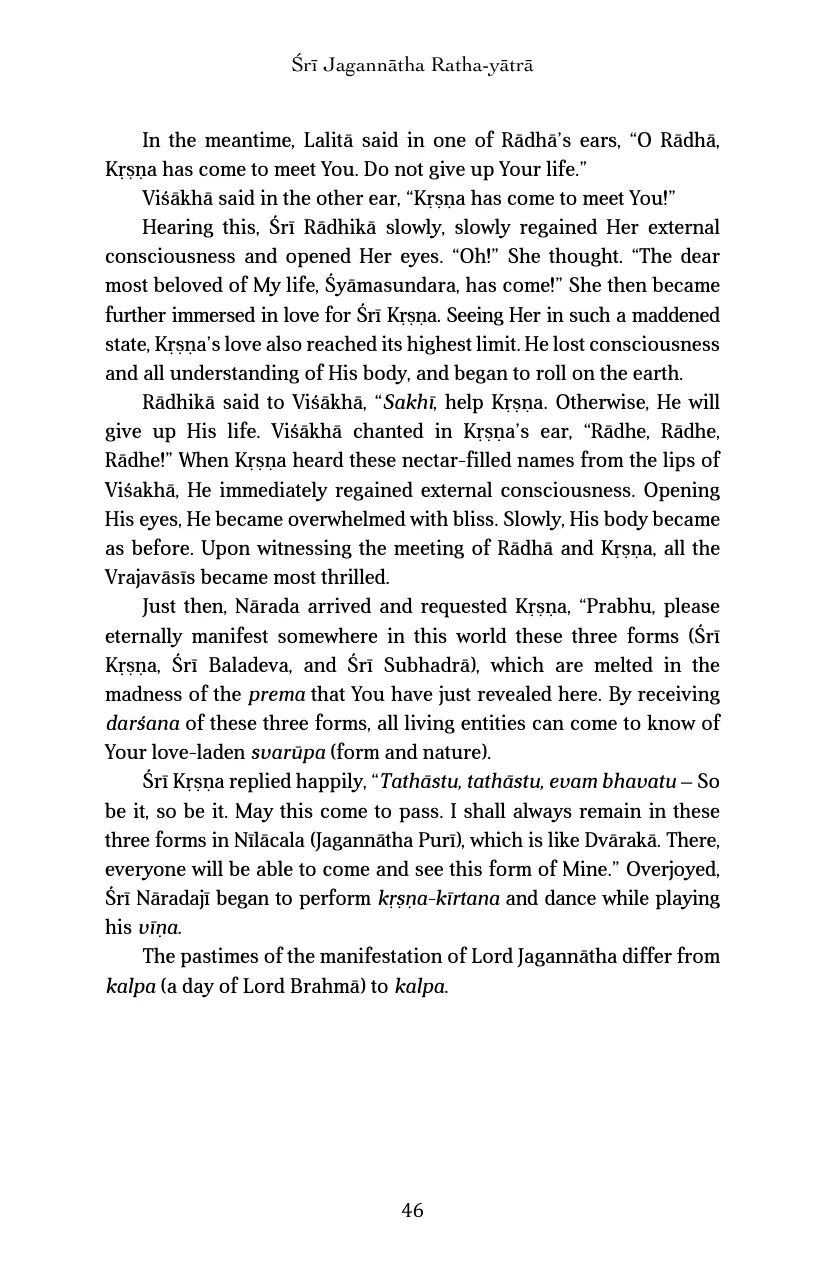 Śrī Jagannātha Ratha-yātrā
In the meantime, Lalitā said in one of Rādhā’s ears, “O Rādhā,
Kṛṣṇa has come to meet You. Do not give up Your life.”
Viśākhā said in the other ear, “Kṛṣṇa has come to meet You!”
Hearing this, Śrī Rādhikā slowly, slowly regained Her external
consciousness and opened Her eyes. “Oh!” She thought. “The dear
most beloved of My life, Śyāmasundara, has come!” She then became
further immersed in love for Śrī Kṛṣṇa. Seeing Her in such a maddened
state, Kṛṣṇa’s love also reached its highest limit. He lost consciousness
and all understanding of His body, and began to roll on the earth.
Rādhikā said to Viśākhā, “Sakhī, help Kṛṣṇa. Otherwise, He will
give up His life. Viśākhā chanted in Kṛṣṇa’s ear, “Rādhe, Rādhe,
Rādhe!” When Kṛṣṇa heard these nectar-filled names from the lips of
Viśakhā, He immediately regained external consciousness. Opening
His eyes, He became overwhelmed with bliss. Slowly, His body became
as before. Upon witnessing the meeting of Rādhā and Kṛṣṇa, all the
Vrajavāsīs became most thrilled.
Just then, Nārada arrived and requested Kṛṣṇa, “Prabhu, please
eternally manifest somewhere in this world these three forms (Śrī
Kṛṣṇa, Śrī Baladeva, and Śrī Subhadrā), which are melted in the
madness of the prema that You have just revealed here. By receiving
darśana of these three forms, all living entities can come to know of
Your love-laden svarūpa (form and nature).
Śrī Kṛṣṇa replied happily, “Tathāstu, tathāstu, evam bhavatu – So
be it, so be it. May this come to pass. I shall always remain in these
three forms in Nīlācala (Jagannātha Purī), which is like Dvārakā. There,
everyone will be able to come and see this form of Mine.” Overjoyed,
Śrī Nāradajī began to perform kṛṣṇa-kīrtana and dance while playing
his vīṇa.
The pastimes of the manifestation of Lord Jagannātha differ from
kalpa (a day of Lord Brahmā) to kalpa.
46